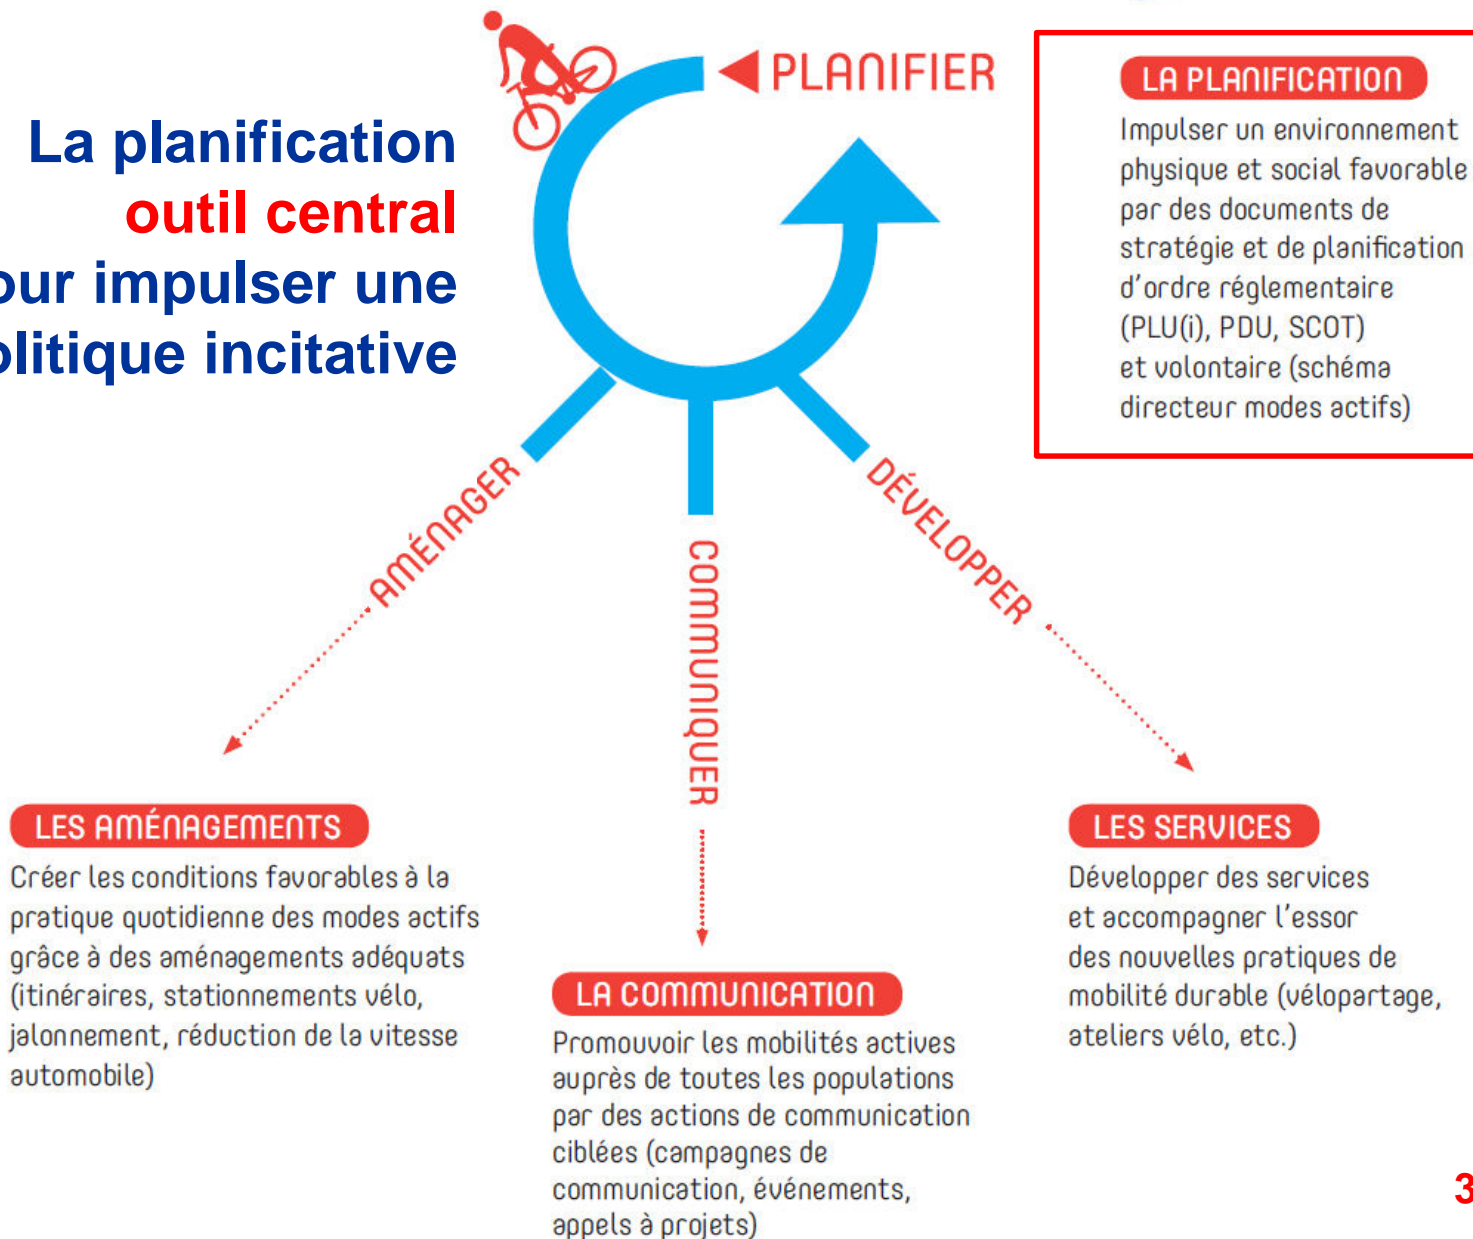 La planification
outil central
our impulser une
olitique incitative
PLANIFIER
LA PLANIFICATION
Impulser un environnement
physique et social favorable
par des documents de
stratégie et de planification
d'ordre réglementaire
(PLU(i), PDU, SCOT)
et volontaire (schéma
directeur modes actifs)
AMÉNAGER
COMMUNIQUER
DÉVELOPPER
LES AMÉNAGEMENTS
Créer les conditions favorables à la
pratique quotidienne des modes actifs
grâce à des aménagements adéquats
(itinéraires, stationnements vélo,
jalonnement, réduction de la vitesse
automobile)
LA COMMUNICATION
Promouvoir les mobilités actives
auprès de toutes les populations
par des actions de communication
ciblées (campagnes de
communication, événements,
appels à projets)
LES SERVICES
Développer des services
et accompagner l'essor
des nouvelles pratiques de
mobilité durable (vélopartage,
ateliers vélo, etc.)
3